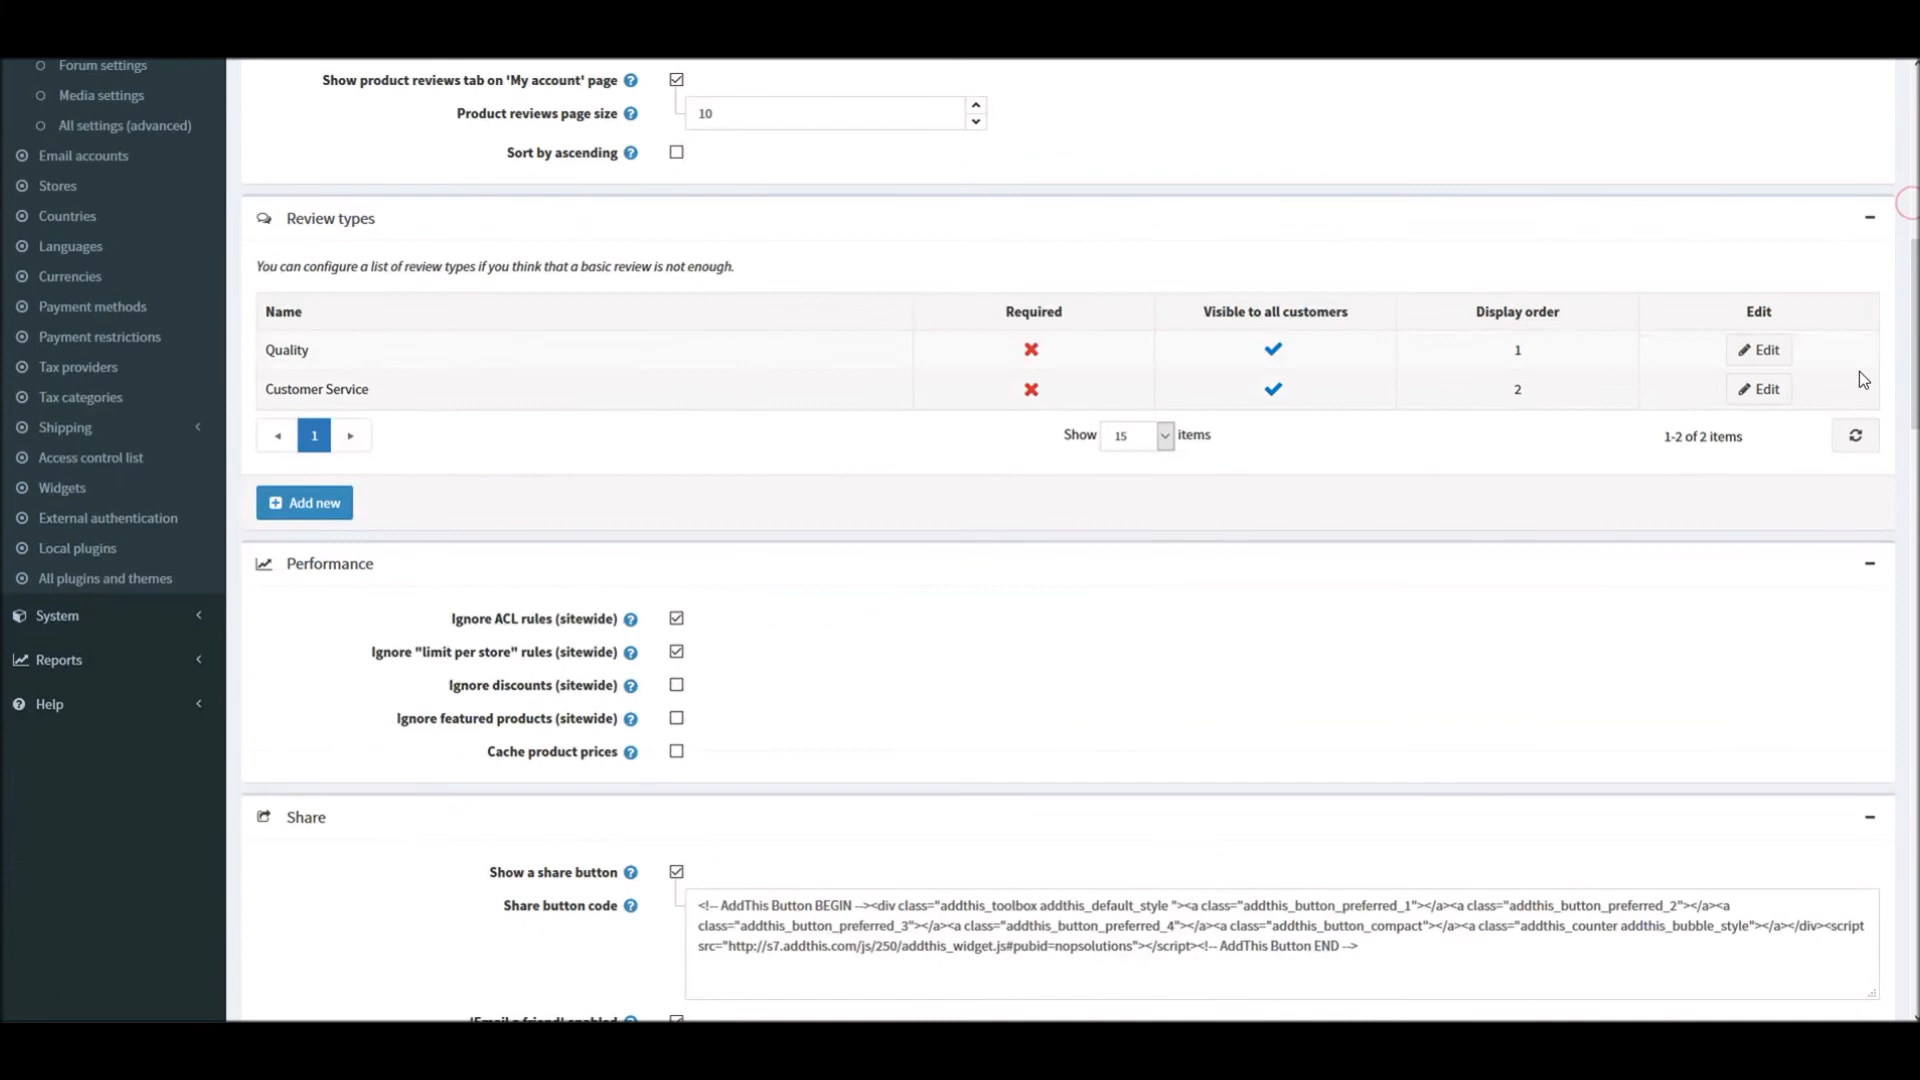 Forum settings
Media settings
All settings (advanced)
Email accounts
Stores
Countries
Languages
Currencies
Payment methods
Payment restrictions
Tax providers
Tax categories
Shipping
Access control list
Widgets
External authentication
Local plugins
All plugins and themes
System
Reports
Help
Show product reviews tab on 'My account' page
Product reviews page size 10
Sort by ascending
Review types
You can configure a list of review types if you think that a basic review is not enough.
Name Required Visible to all customers Display order Edit
Quality 1 Edit
Customer Service 2 Edit
1 Show 15 items 1-2 of 2 items
Add new
Performance
Ignore ACL rules (sitewide)
Ignore "limit per store" rules (sitewide)
Ignore discounts (sitewide)
Ignore featured products (sitewide)
Cache product prices
Share
Show a share button
Share button code
<!-- AddThis Button BEGIN --><div class="addthis_toolbox addthis_default_style "><a class="addthis_button_preferred_1"></a><a class="addthis_button_preferred_2"></a><a
class="addthis_button_preferred_3"></a><a class="addthis_button_preferred_4"></a><a class="addthis_button_compact"></a><a class="addthis_counter addthis_bubble_style"></a></div><script
src="http://s7.addthis.com/js/250/addthis_widget.js#pubid=nopsolutions"></script><!-- AddThis Button END -->
'Email a friend' enabled